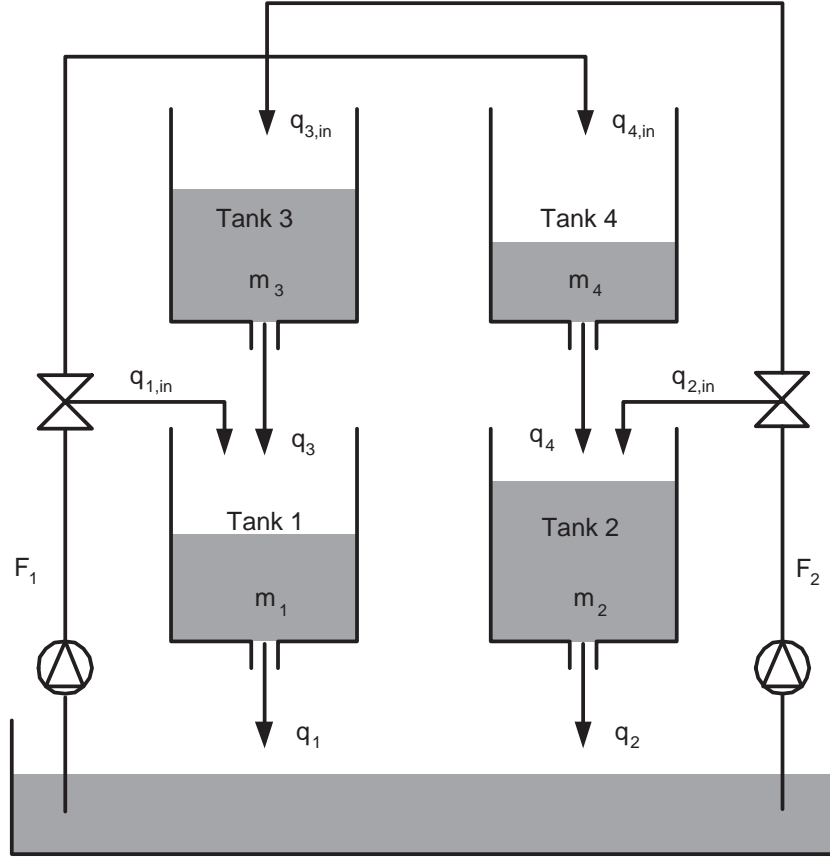 q3,in
q4,in
Tank 3
Tank 4
m3
m4
q1,in
q2,in
q3
q4
Tank 1
Tank 2
F1
F2
m1
m2
q1
q2